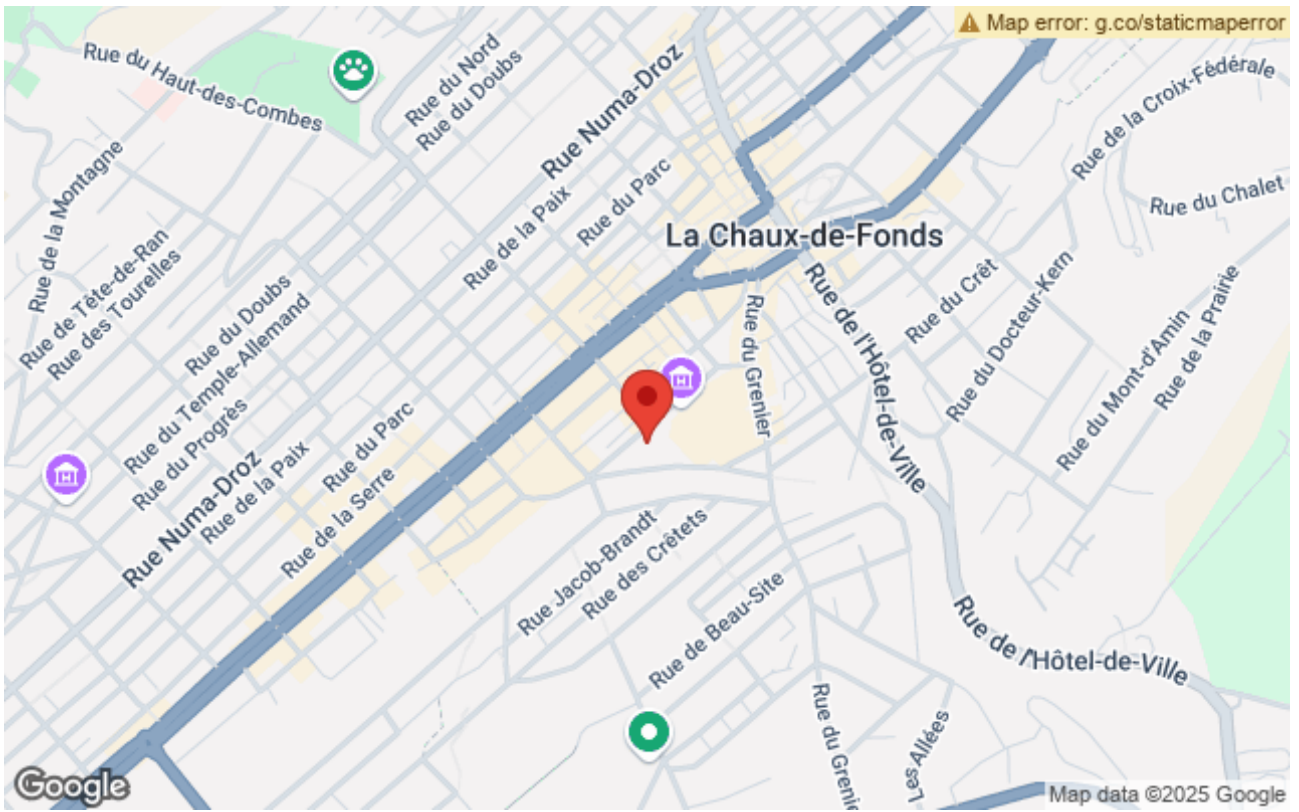 Map error: g.co/staticmaperror
Rue du Haut-des-Combes
Rue du Nord
Rue du Doubs
Rue Numa-Droz
Rue de la Croix-Fédérale
Rue de la Montagne
Rue de la Paix
Rue du Parc
Rue du Chalet
La Chaux-de-Fonds
Rue de Tête-de-Ran
Rue des Tourelles
Rue du Doubs
Rue du Temple-Allemand
Rue du Progrès
Rue Numa-Droz
Rue de la Paix
Rue du Parc
Rue de la Serre
Rue du Grenier
Rue de l'Hôtel-de-Ville
Rue du Crêt
Rue du Docteur-Kern
Rue du Mont-d'Amin
Rue de la Prairie
Rue Jacob-Brandt
Rue des Crêtets
Rue de Beau-Site
Rue de l'Hôtel-de-Ville
Rue du Grenier
Les Allées
Google
Map data ©2025 Google